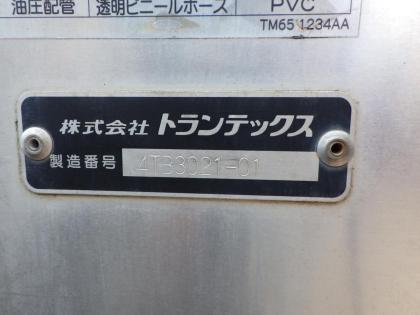 油圧配管 透明ビニールホース PVC
TM65 1234AA
株式会社 トランテックス
製造番号 4TB3021-01